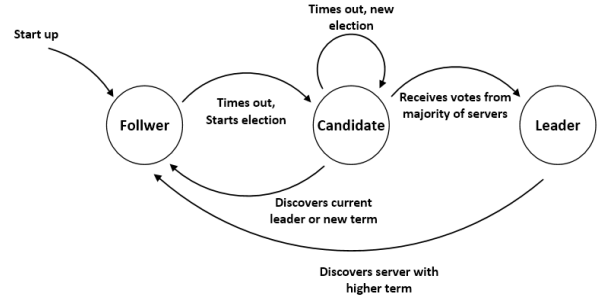 Times out, new
election
Start up
Follwer
Times out,
Starts election
Candidate
Receives votes from
majority of servers
Leader
Discovers current
leader or new term
Discovers server with
higher term